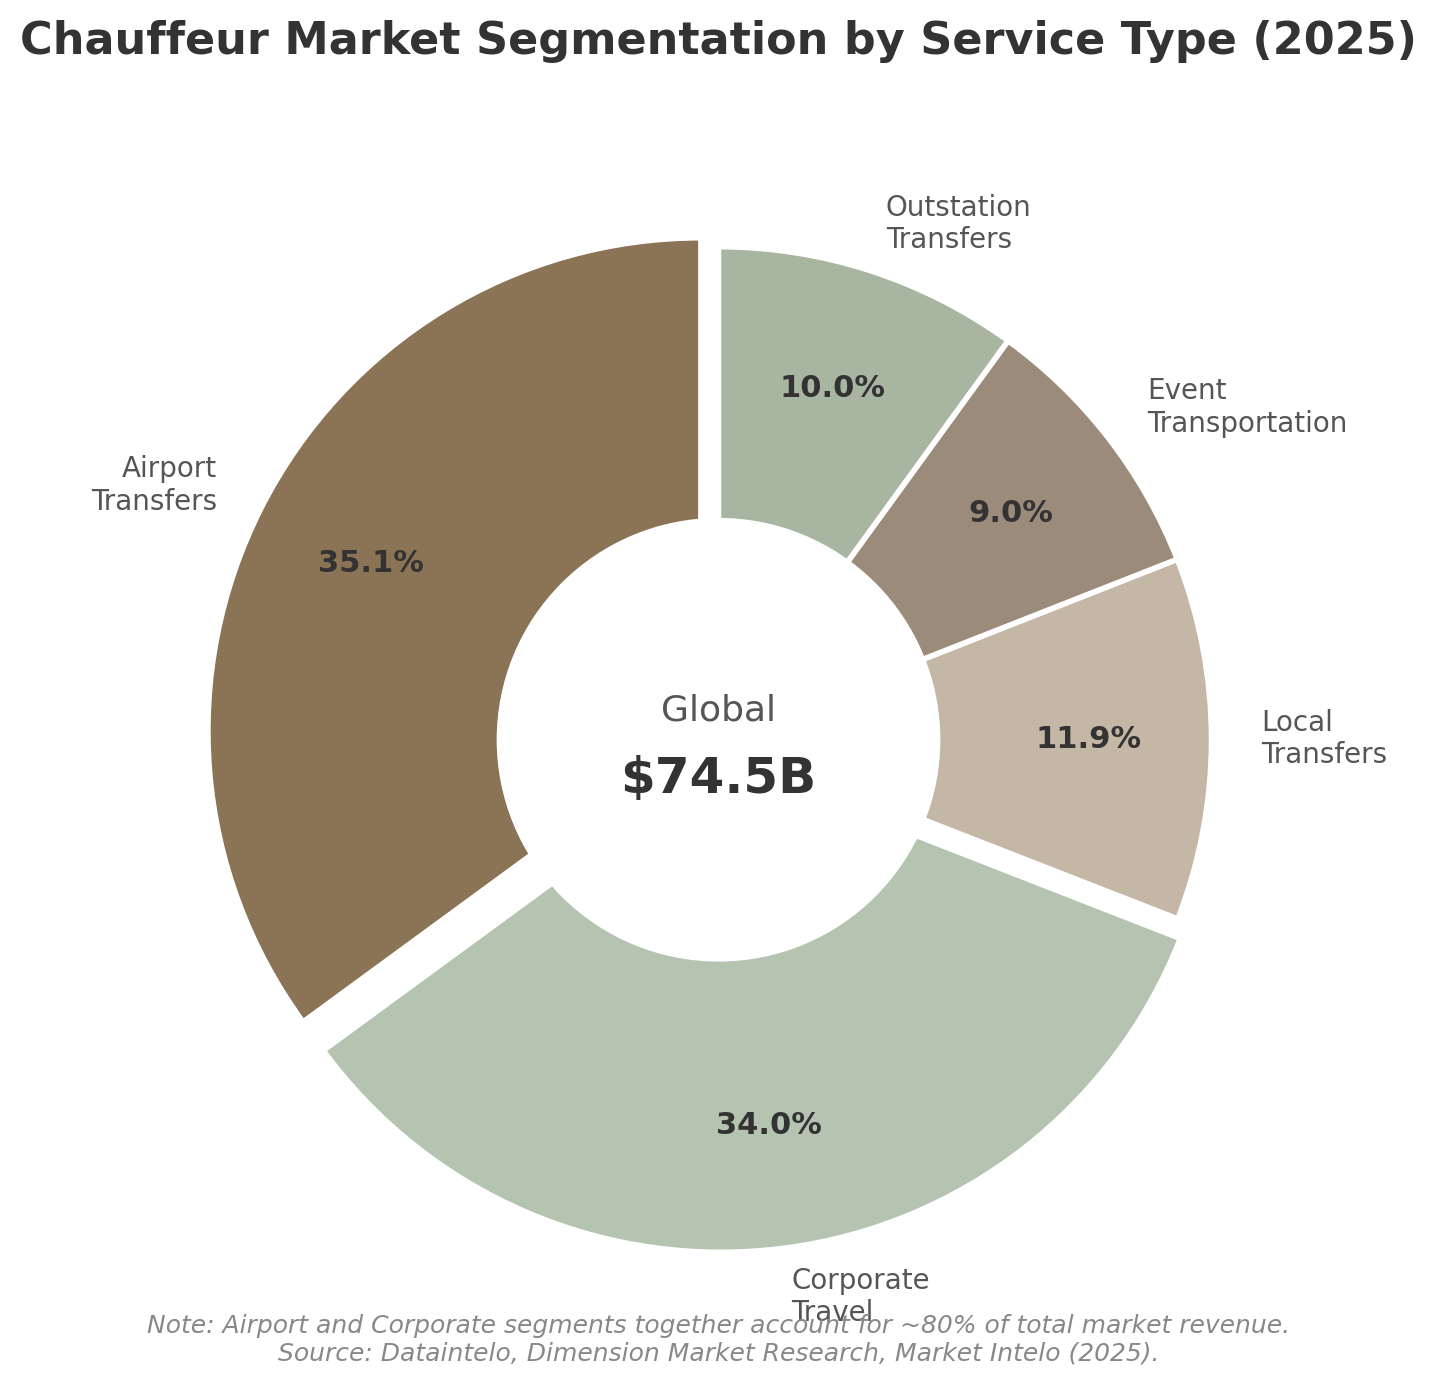 Chauffeur Market Segmentation by Service Type (2025)
Outstation
Transfers
10.0%
Event
Transportation
9.0%
Airport
Transfers
35.1%
Global
$74.5B
11.9%
Local
Transfers
34.0%
Corporate
Travel
Note: Airport and Corporate segments together account for ~80% of total market revenue.
Source: Dataintelo, Dimension Market Research, Market Intelo (2025).